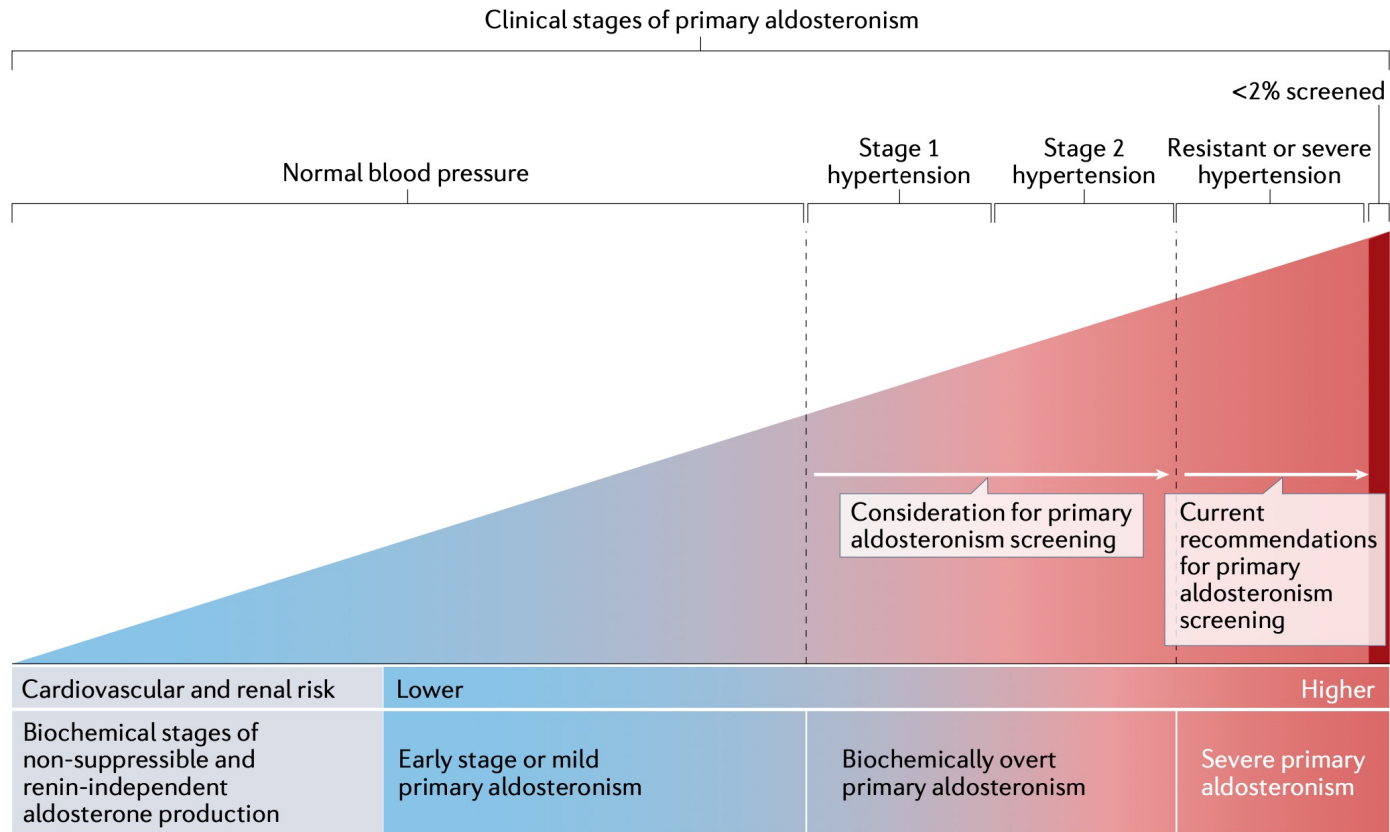 Clinical stages of primary aldosteronism
<2% screened
Normal blood pressure
Stage 1
hypertension
Stage 2
hypertension
Resistant or severe
hypertension
Consideration for primary
aldosteronism screening
Current
recommendations
for primary
aldosteronism
screening
Cardiovascular and renal risk
Lower
Higher
Biochemical stages of
non-suppressible and
renin-independent
aldosterone production
Early stage or mild
primary aldosteronism
Biochemically overt
primary aldosteronism
Severe primary
aldosteronism